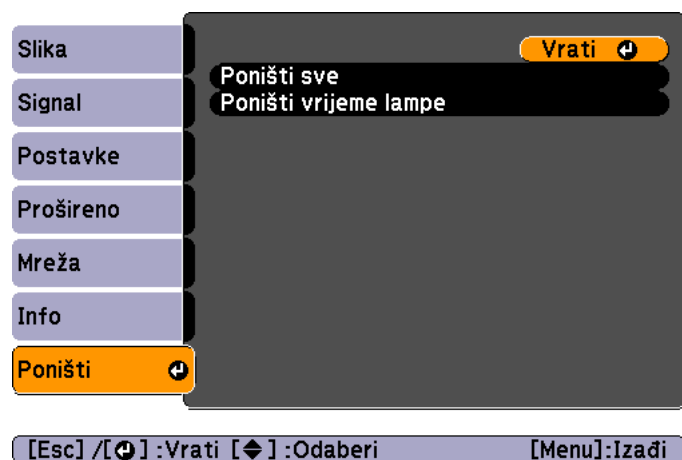 Slika
Signal
Postavke
Prošireno
Mreža
Info
Poništi
Vrati
Poništi sve
Poništi vrijeme lampe
[Esc] /[⏎] :Vrati [◆] :Odaberi [Menu]:Izađi